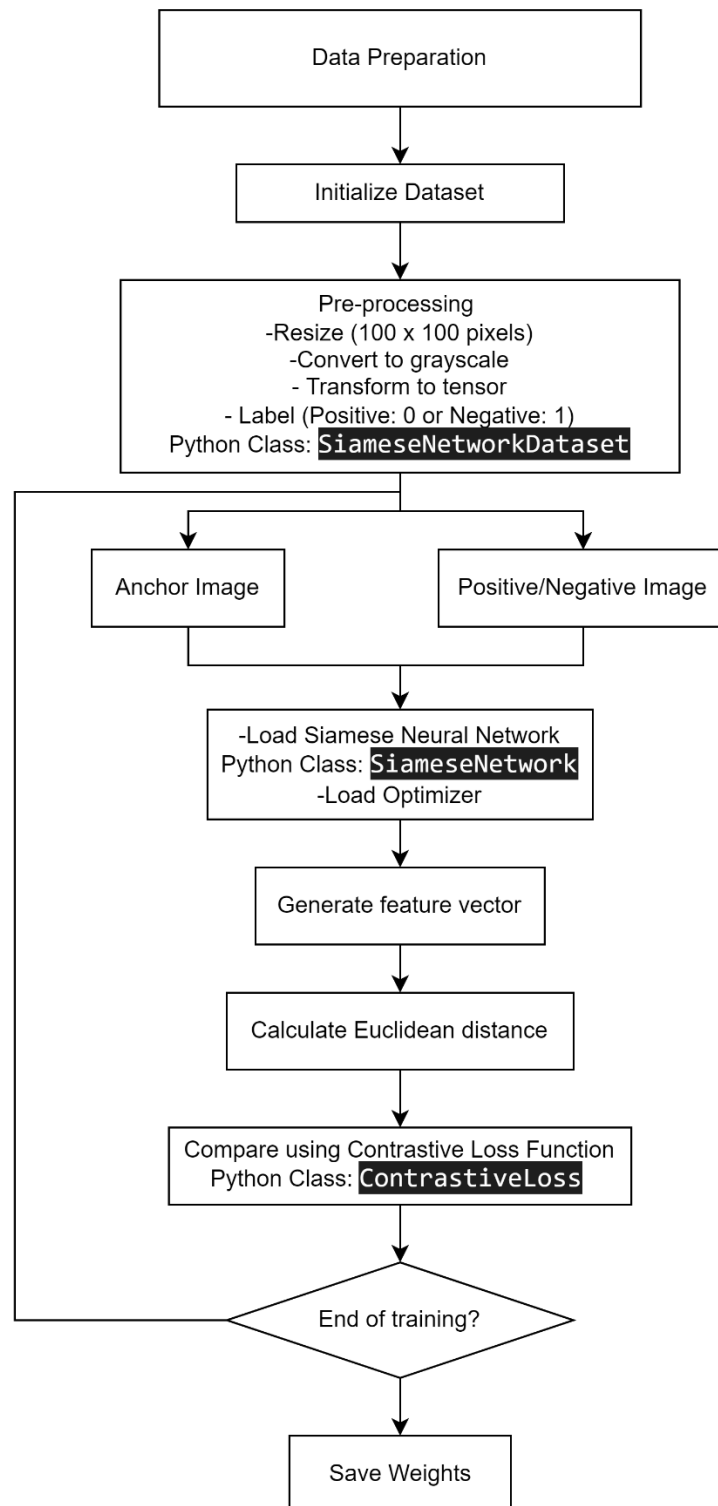 Data Preparation
Initialize Dataset
Pre-processing
-Resize (100 x 100 pixels)
-Convert to grayscale
- Transform to tensor
- Label (Positive: 0 or Negative: 1)
Python Class: SiameseNetworkDataset
Anchor Image
Positive/Negative Image
-Load Siamese Neural Network
Python Class: SiameseNetwork
-Load Optimizer
Generate feature vector
Calculate Euclidean distance
Compare using Contrastive Loss Function
Python Class: ContrastiveLoss
End of training?
Save Weights